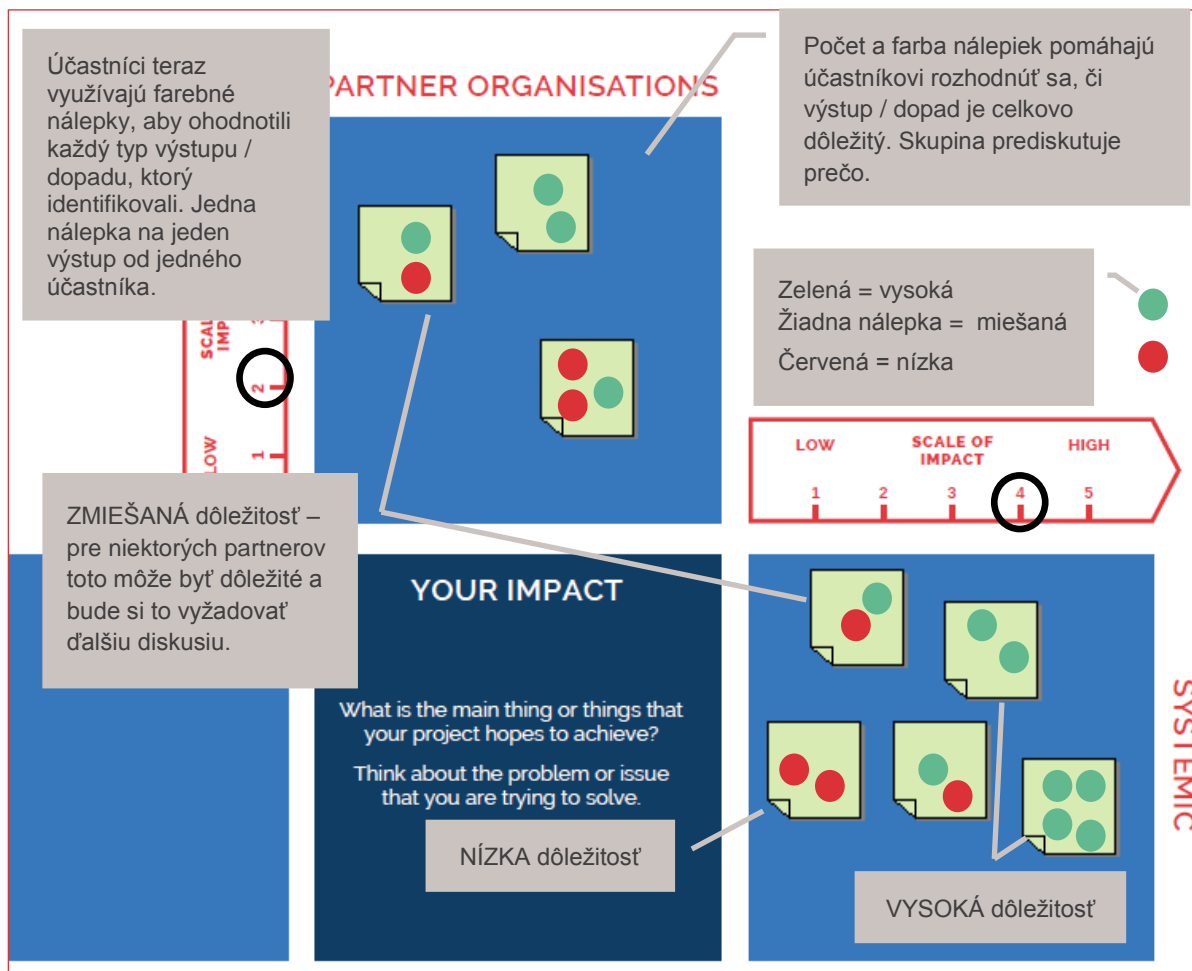 Účastníci teraz
využívajú farebné
nálepky, aby ohodnotili
každý typ výstupu /
dopadu, ktorý
identifikovali. Jedna
nálepka na jeden
výstup od jedného
účastníka.
PARTNER ORGANISATIONS
Počet a farba nálepiek pomáhajú
účastníkovi rozhodnúť sa, či
výstup / dopad je celkovo
dôležitý. Skupina prediskutuje
prečo.
Zelená = vysoká
Žiadna nálepka = miešaná
Červená = nízka
2
1
LOW
LOW
SCALE OF
IMPACT
HIGH
1 2 3 4 5
ZMIEŠANÁ dôležitosť –
pre niektorých partnerov
toto môže byť dôležité a
bude si to vyžadovať
ďalšiu diskusiu.
YOUR IMPACT
What is the main thing or things that
your project hopes to achieve?
Think about the problem or issue
that you are trying to solve.
NÍZKA dôležitosť
VYSOKÁ dôležitosť
SYSTEMIC